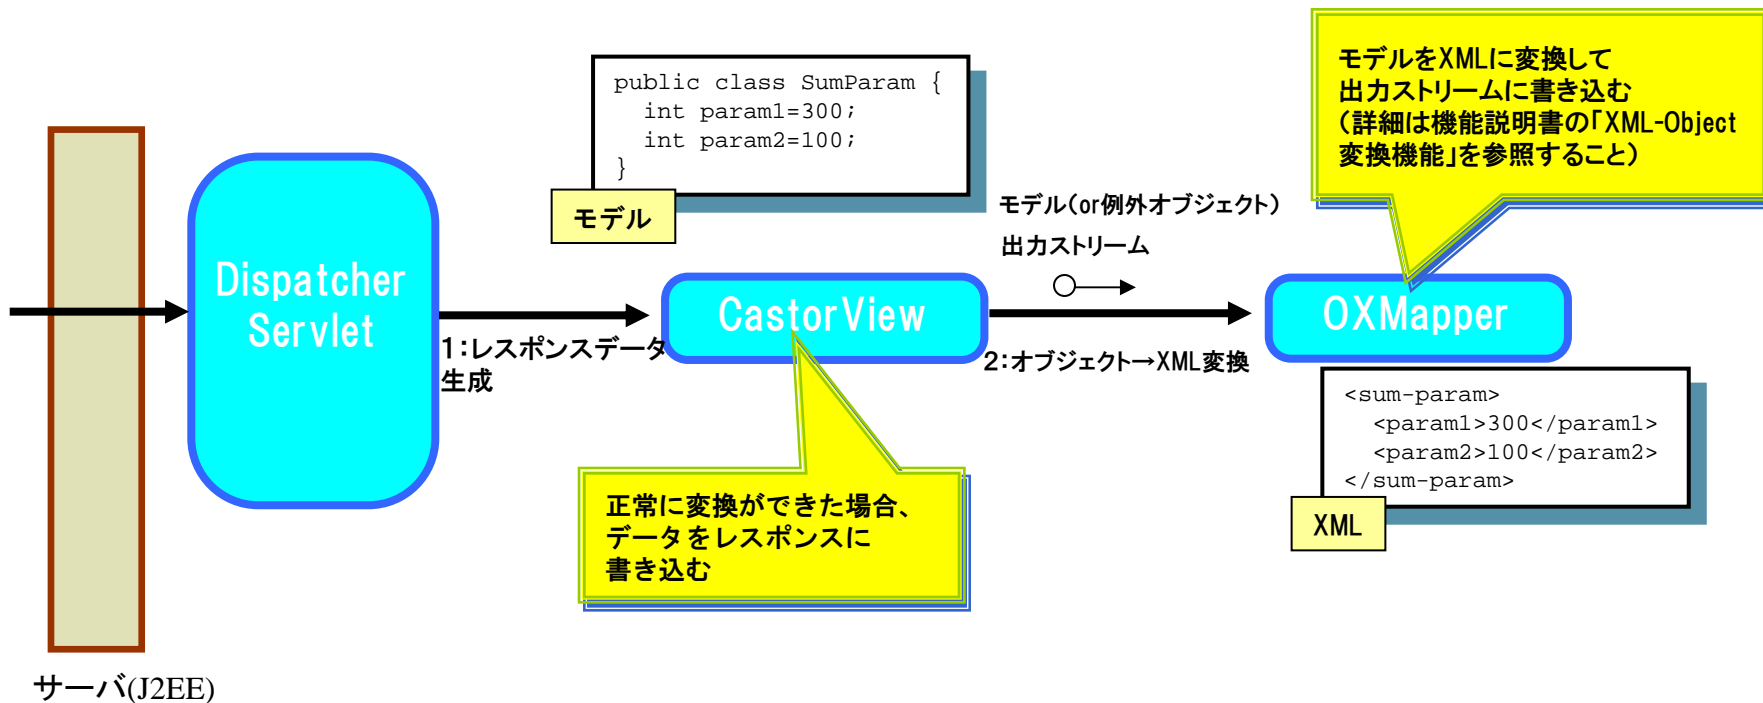 public class SumParam {
int param1=300;
int param2=100;
}
モデル
モデルをXMLに変換して
出力ストリームに書き込む
（詳細は機能説明書の「XML-Object
変換機能」を参照すること）
モデル（or例外オブジェクト）
出力ストリーム
Dispatcher
Servlet
1：レスポンスデータ
生成
CastorView
2：オブジェクト→XML変換
OXMapper
<sum-param>
<param1>300</param1>
<param2>100</param2>
</sum-param>
XML
正常に変換ができた場合、
データをレスポンスに
書き込む
サーバ(J2EE)